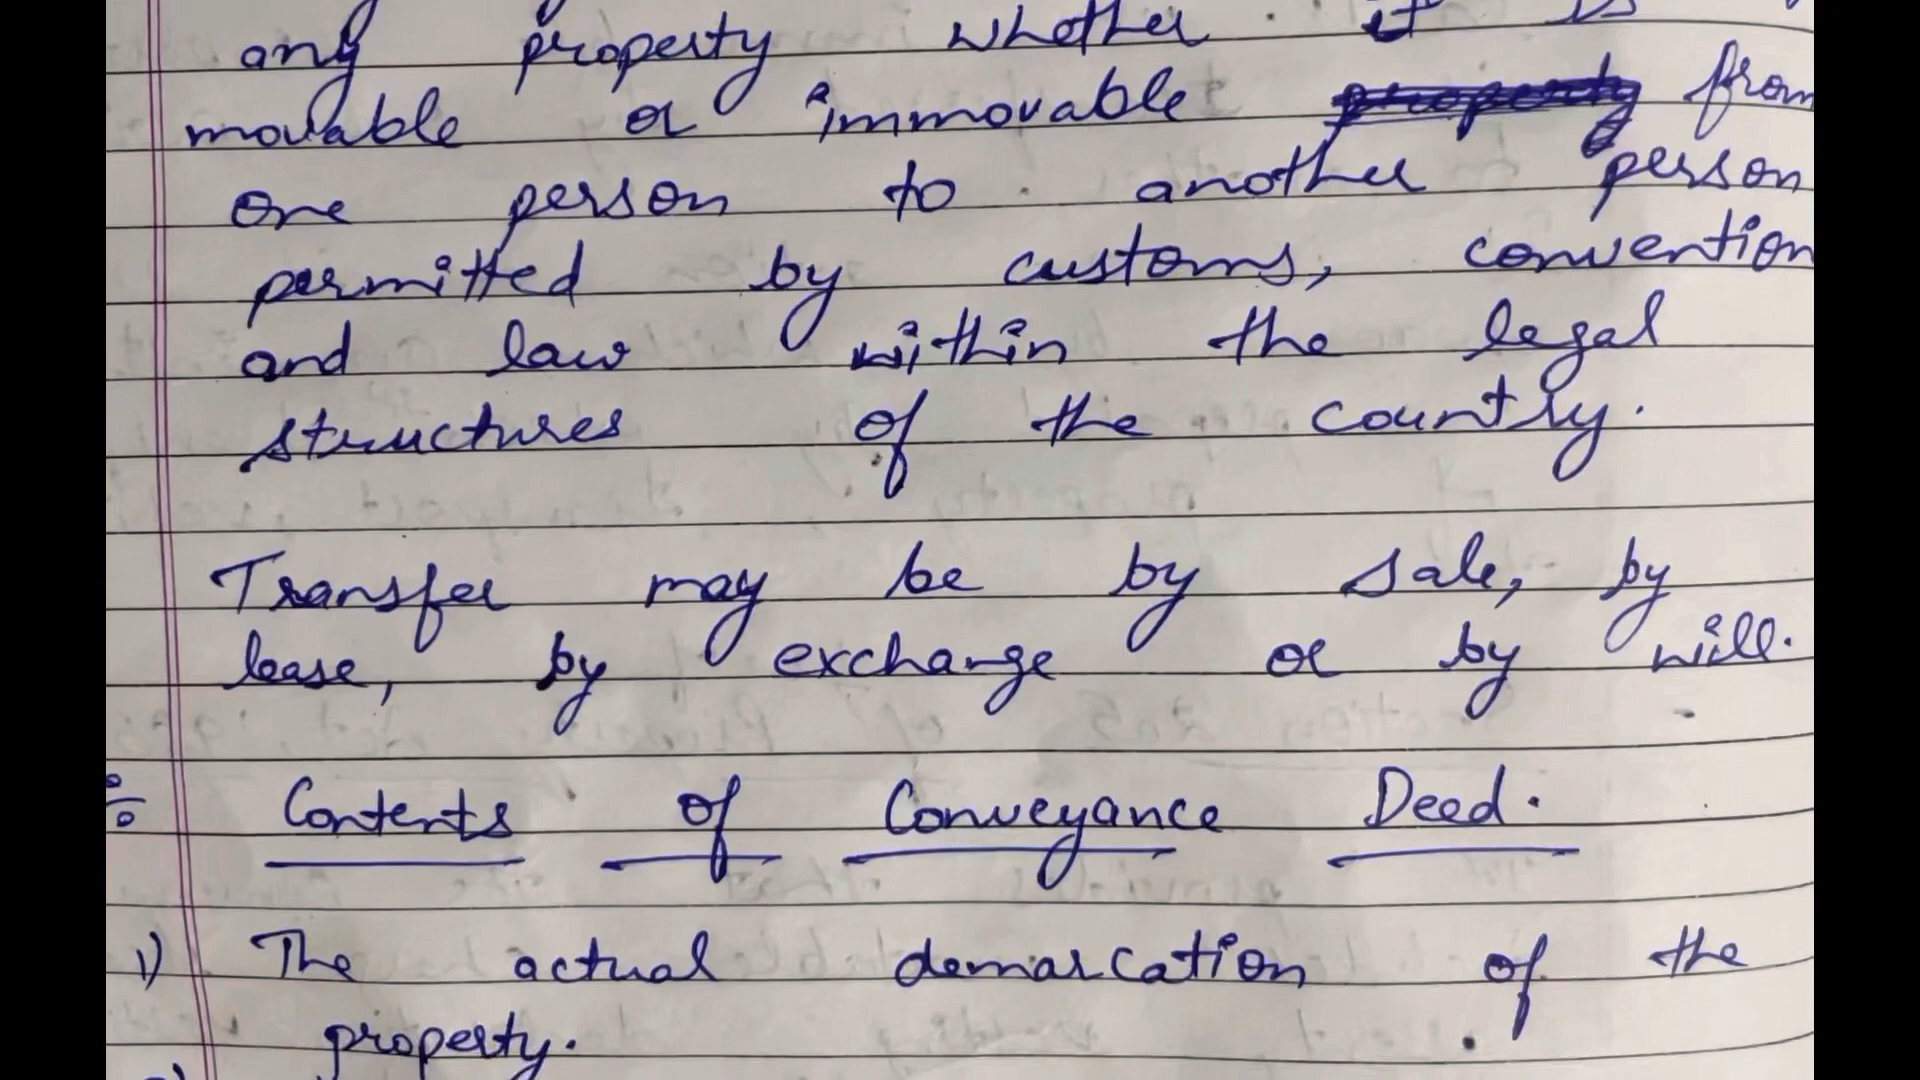 any property whether it is
movable or immovable from
one person to another person
permitted by customs, convention
and law within the legal
structures of the country.
Transfer may be by sale, by
lease, by exchange or by will.
Contents of Conveyance Deed.
1) The actual demarcation of the
property.